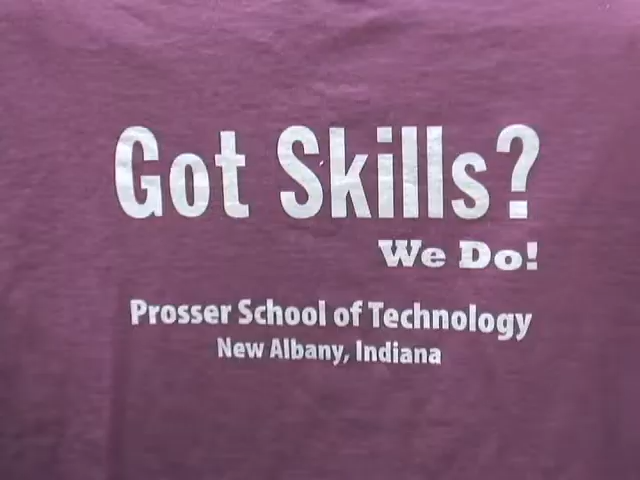 Got Skills?
We Do!
Prosser School of Technology
New Albany, Indiana